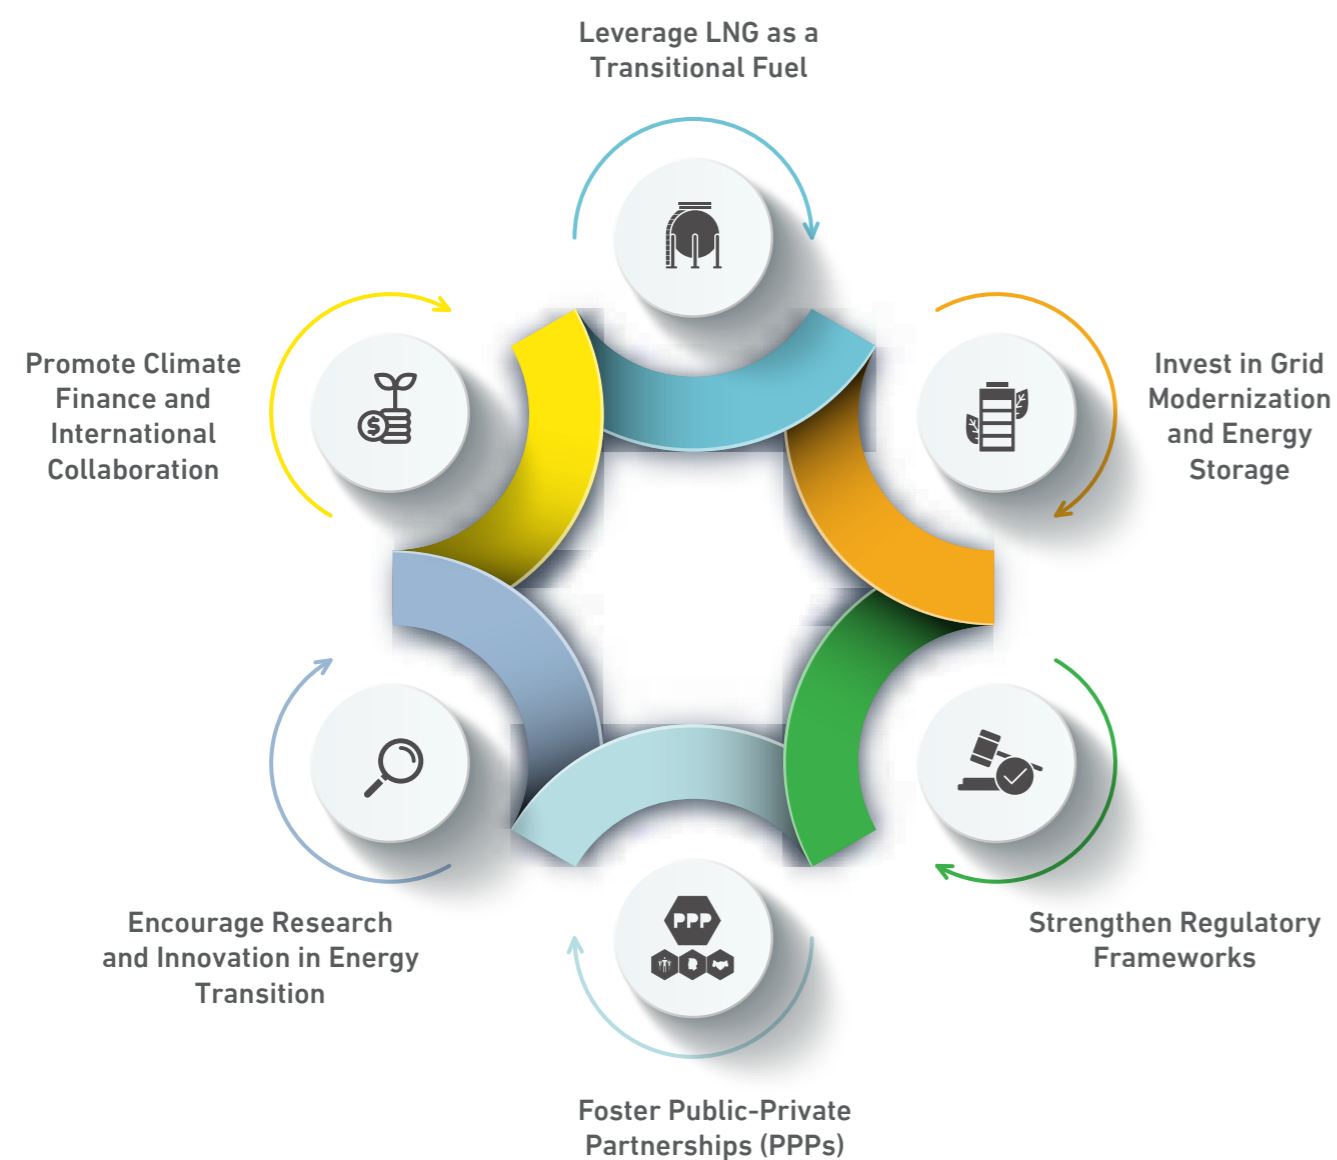 Leverage LNG as a
Transitional Fuel
Invest in Grid
Modernization
and Energy
Storage
Strengthen Regulatory
Frameworks
PPP
Foster Public-Private
Partnerships (PPPs)
Encourage Research
and Innovation in Energy
Transition
Promote Climate
Finance and
International
Collaboration
$